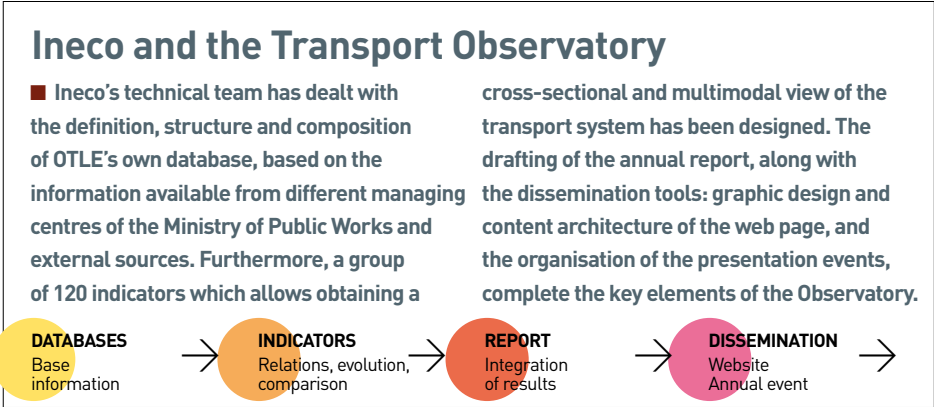 Ineco and the Transport Observatory
Ineco's technical team has dealt with
the definition, structure and composition
of OTLE's own database, based on the
information available from different managing
centres of the Ministry of Public Works and
external sources. Furthermore, a group
of 120 indicators which allows obtaining a
cross-sectional and multimodal view of the
transport system has been designed. The
drafting of the annual report, along with
the dissemination tools: graphic design and
content architecture of the web page, and
the organisation of the presentation events,
complete the key elements of the Observatory.
DATABASES
Base
information
INDICATORS
Relations, evolution,
comparison
REPORT
Integration
of results
DISSEMINATION
Website
Annual event